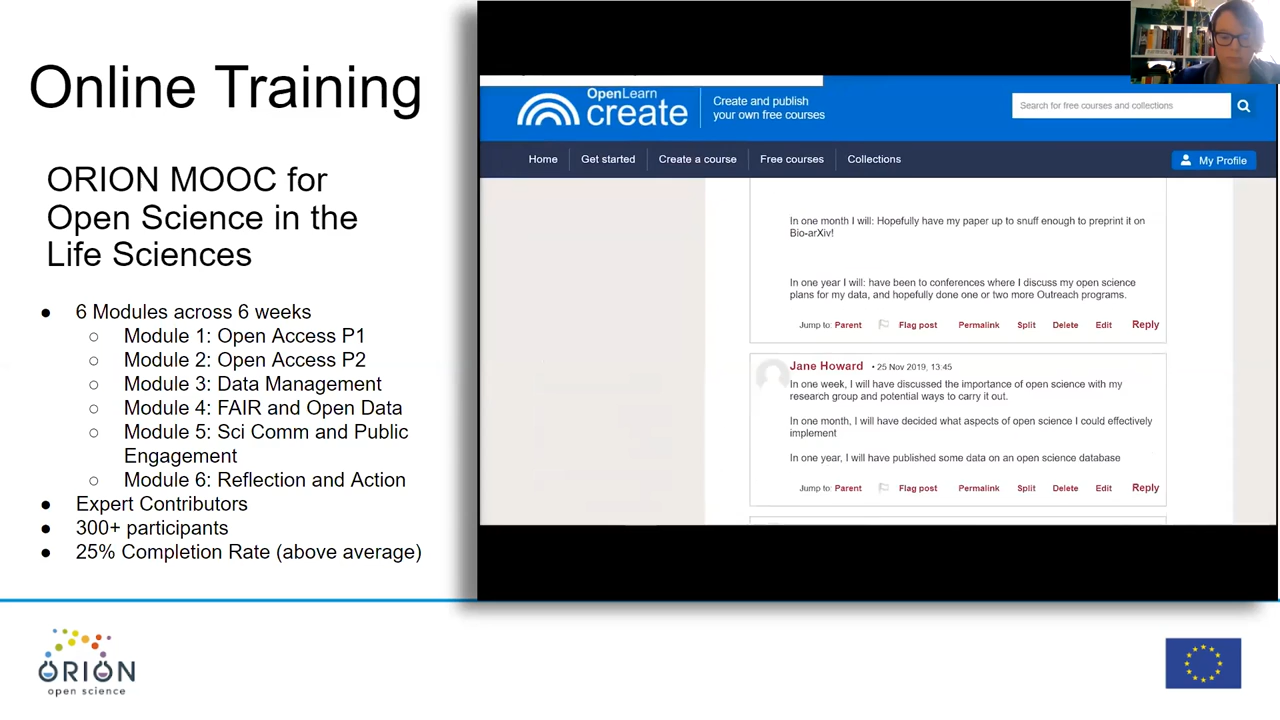 Online Training
ORION MOOC for
Open Science in the
Life Sciences
● 6 Modules across 6 weeks
○ Module 1: Open Access P1
○ Module 2: Open Access P2
○ Module 3: Data Management
○ Module 4: FAIR and Open Data
○ Module 5: Sci Comm and Public
Engagement
○ Module 6: Reflection and Action
● Expert Contributors
● 300+ participants
● 25% Completion Rate (above average)
OpenLearn
create
Create and publish
your own free courses
Search for free courses and collections
Home Get started Create a course Free courses Collections
My Profile
In one month I will: Hopefully have my paper up to snuff enough to preprint it on
Bio-arXiv!
In one year I will: have been to conferences where I discuss my open science
plans for my data, and hopefully done one or two more Outreach programs.
Jump to: Parent Flag post Permalink Split Delete Edit Reply
Jane Howard • 25 Nov 2019, 13:45
In one week, I will have discussed the importance of open science with my
research group and potential ways to carry it out.
In one month, I will have decided what aspects of open science I could effectively
implement
In one year, I will have published some data on an open science database
Jump to: Parent Flag post Permalink Split Delete Edit Reply
ORION
open science